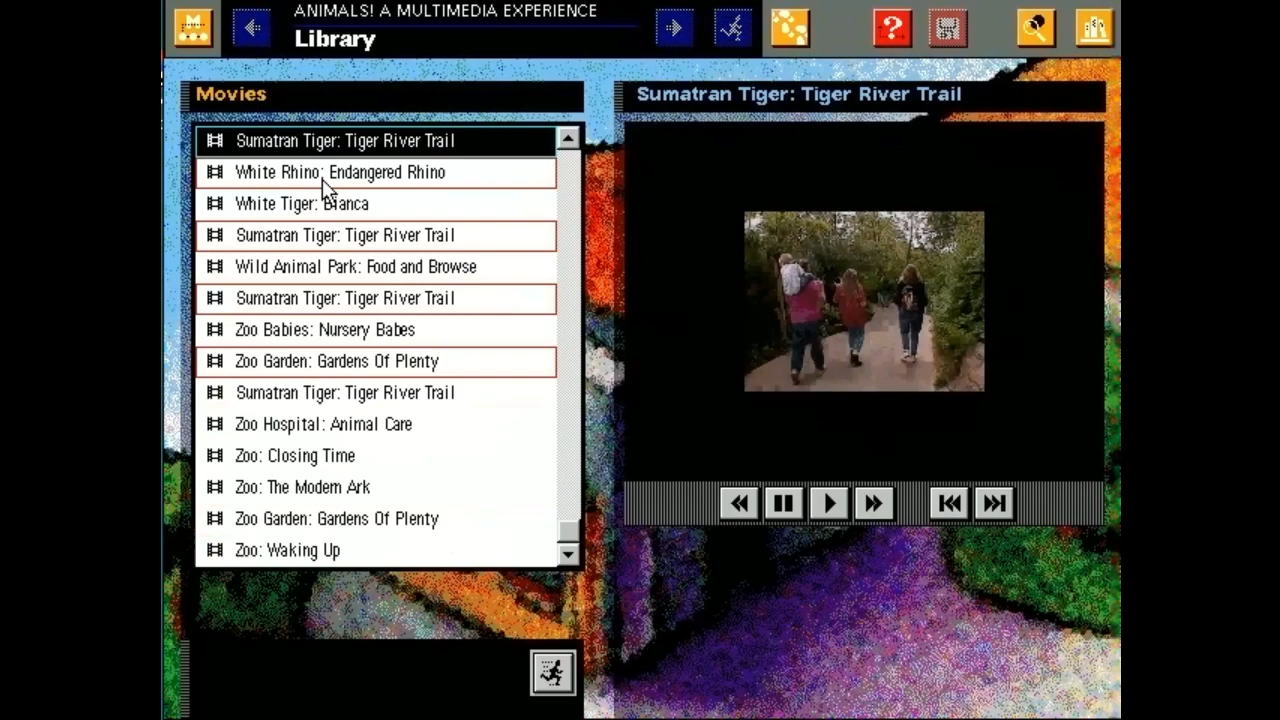 ANIMALS! A MULTIMEDIA EXPERIENCE
Library
Movies
Sumatran Tiger: Tiger River Trail
White Rhino: Endangered Rhino
White Tiger: Bianca
Sumatran Tiger: Tiger River Trail
Wild Animal Park: Food and Browse
Sumatran Tiger: Tiger River Trail
Zoo Babies: Nursery Babes
Zoo Garden: Gardens Of Plenty
Sumatran Tiger: Tiger River Trail
Zoo Hospital: Animal Care
Zoo: Closing Time
Zoo: The Modern Ark
Zoo Garden: Gardens Of Plenty
Zoo: Waking Up
Sumatran Tiger: Tiger River Trail